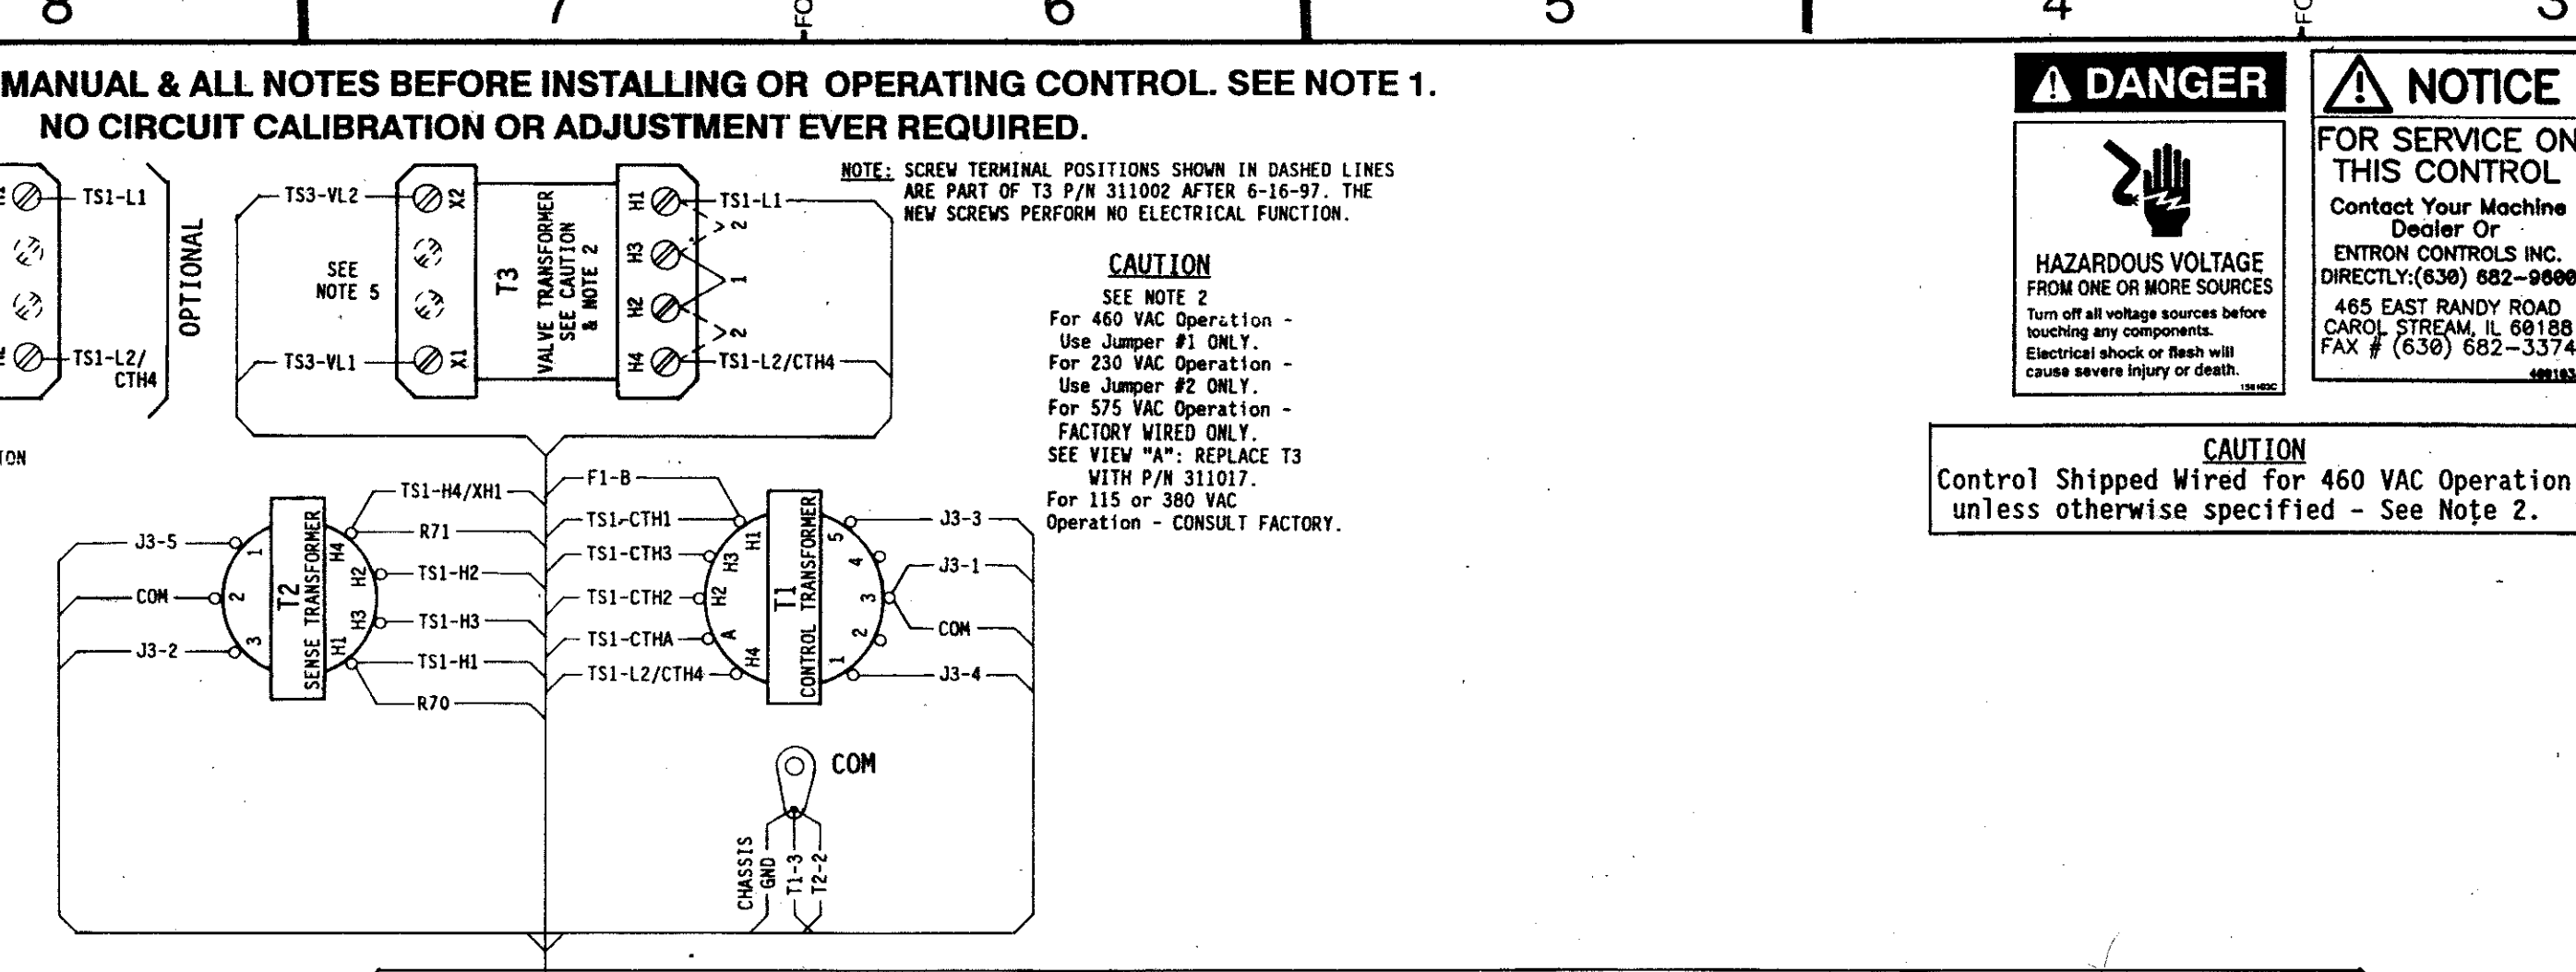 8 7 6 5 4 3
FO
FO
MANUAL & ALL NOTES BEFORE INSTALLING OR OPERATING CONTROL. SEE NOTE 1.
NO CIRCUIT CALIBRATION OR ADJUSTMENT EVER REQUIRED.
TS1-L1
TS1-L2/
CTH4
OPTIONAL
TS3-VL2
SEE
NOTE 5
TS3-VL1
X2
X1
T3
VALVE TRANSFORMER
SEE CAUTION
& NOTE 2
H1
H3
H2
H4
TS1-L1
2
1
2
TS1-L2/CTH4
NOTE: SCREW TERMINAL POSITIONS SHOWN IN DASHED LINES
ARE PART OF T3 P/N 311002 AFTER 6-16-97. THE
NEW SCREWS PERFORM NO ELECTRICAL FUNCTION.
CAUTION
SEE NOTE 2
For 460 VAC Operation -
Use Jumper #1 ONLY.
For 230 VAC Operation -
Use Jumper #2 ONLY.
For 575 VAC Operation -
FACTORY WIRED ONLY.
SEE VIEW "A": REPLACE T3
WITH P/N 311017.
For 115 or 380 VAC
Operation - CONSULT FACTORY.
DANGER
HAZARDOUS VOLTAGE
FROM ONE OR MORE SOURCES
Turn off all voltage sources before
touching any components.
Electrical shock or flash will
cause severe injury or death.
158103C
NOTICE
FOR SERVICE ON
THIS CONTROL
Contact Your Machine
Dealer Or
ENTRON CONTROLS INC.
DIRECTLY:(630) 682-9600
465 EAST RANDY ROAD
CAROL STREAM, IL 60188
FAX # (630) 682-3374
CAUTION
Control Shipped Wired for 460 VAC Operation
unless otherwise specified - See Note 2.
ION
J3-5
COM
J3-2
1
2
3
T2
SENSE TRANSFORMER
H4
H2
H3
H1
TS1-H4/XH1
R71
TS1-H2
TS1-H3
TS1-H1
R70
F1-B
TS1-CTH1
TS1-CTH3
TS1-CTH2
TS1-CTHA
TS1-L2/CTH4
H1
H3
H2
A
H4
T1
CONTROL TRANSFORMER
5
4
3
2
1
J3-3
J3-1
COM
J3-4
COM
CHASSIS
GND
T1-3
T2-2